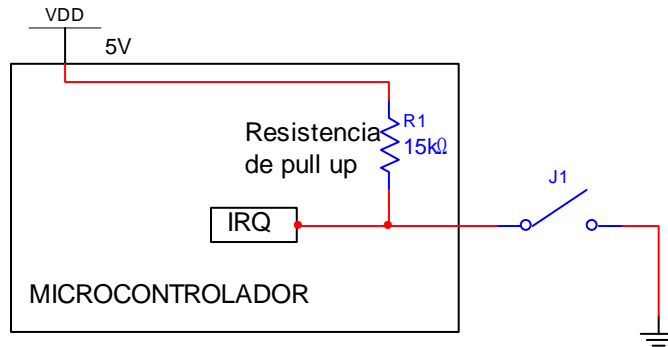 VDD
5V
R1
15kΩ
Resistencia
de pull up
J1
IRQ
MICROCONTROLADOR